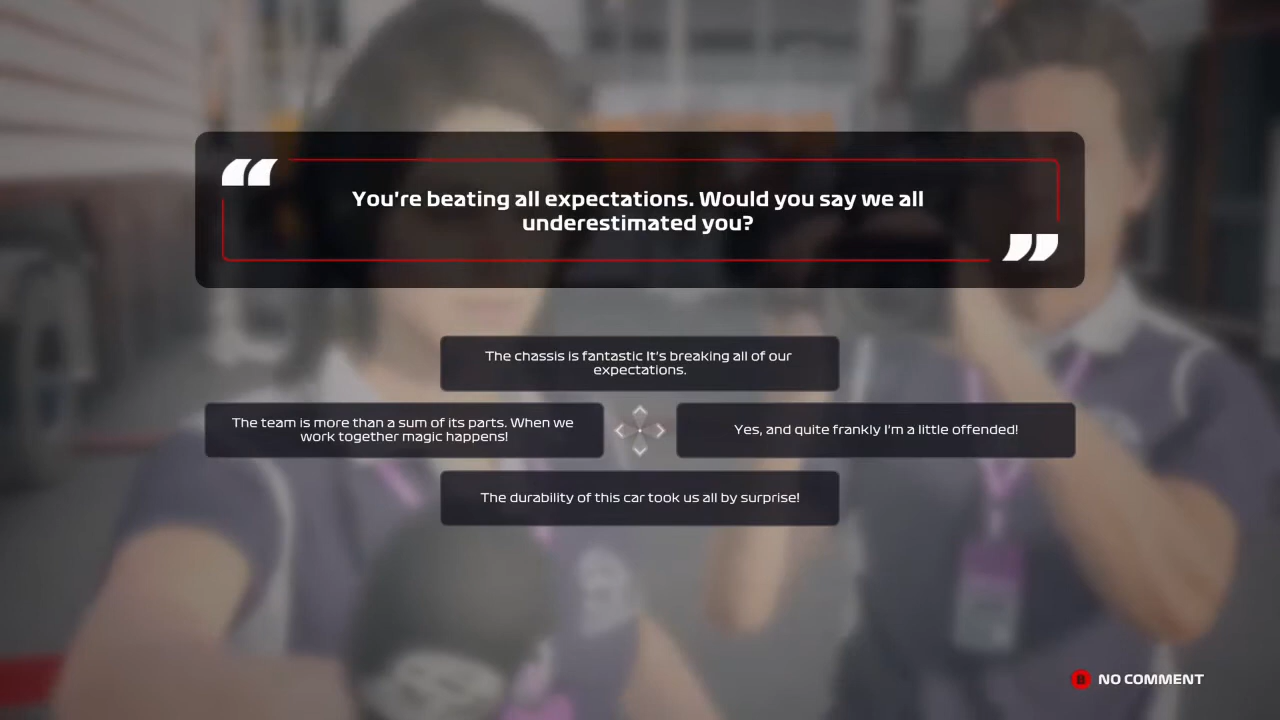 You're beating all expectations. Would you say we all
underestimated you?
The chassis is fantastic It's breaking all of our
expectations.
The team is more than a sum of its parts. When we
work together magic happens!
Yes, and quite frankly I'm a little offended!
The durability of this car took us all by surprise!
B NO COMMENT